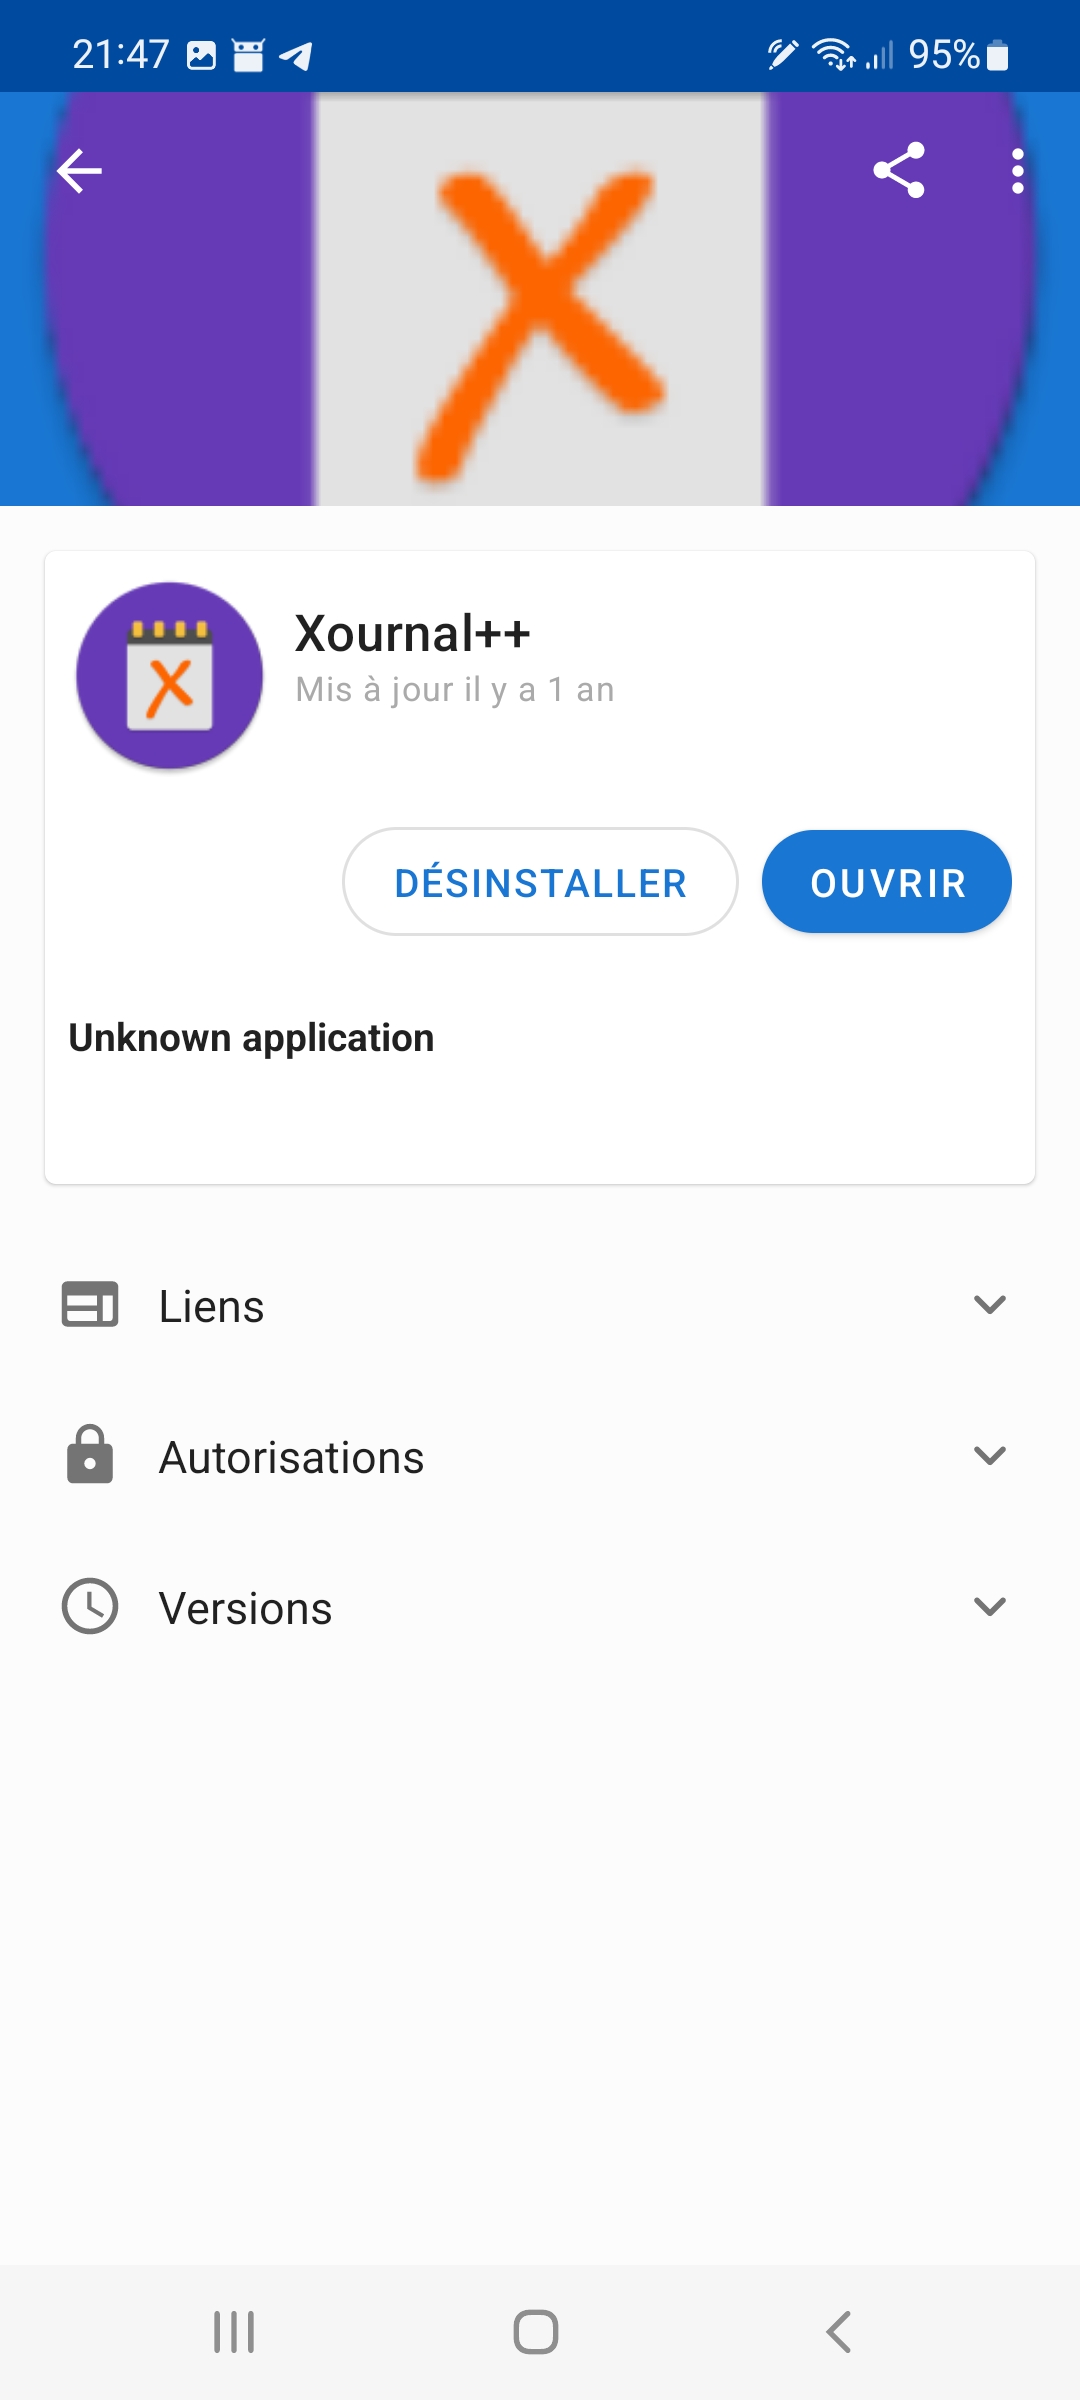 21:47
95%
Xournal++
Mis à jour il y a 1 an
DÉSINSTALLER
OUVRIR
Unknown application
Liens
Autorisations
Versions